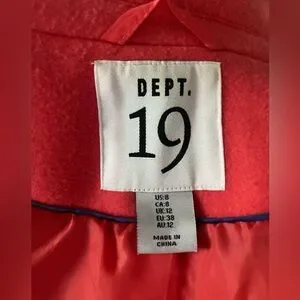 DEPT.
19
US:8
CA:8
UK:12
EU:38
AU:12
MADE IN
CHINA